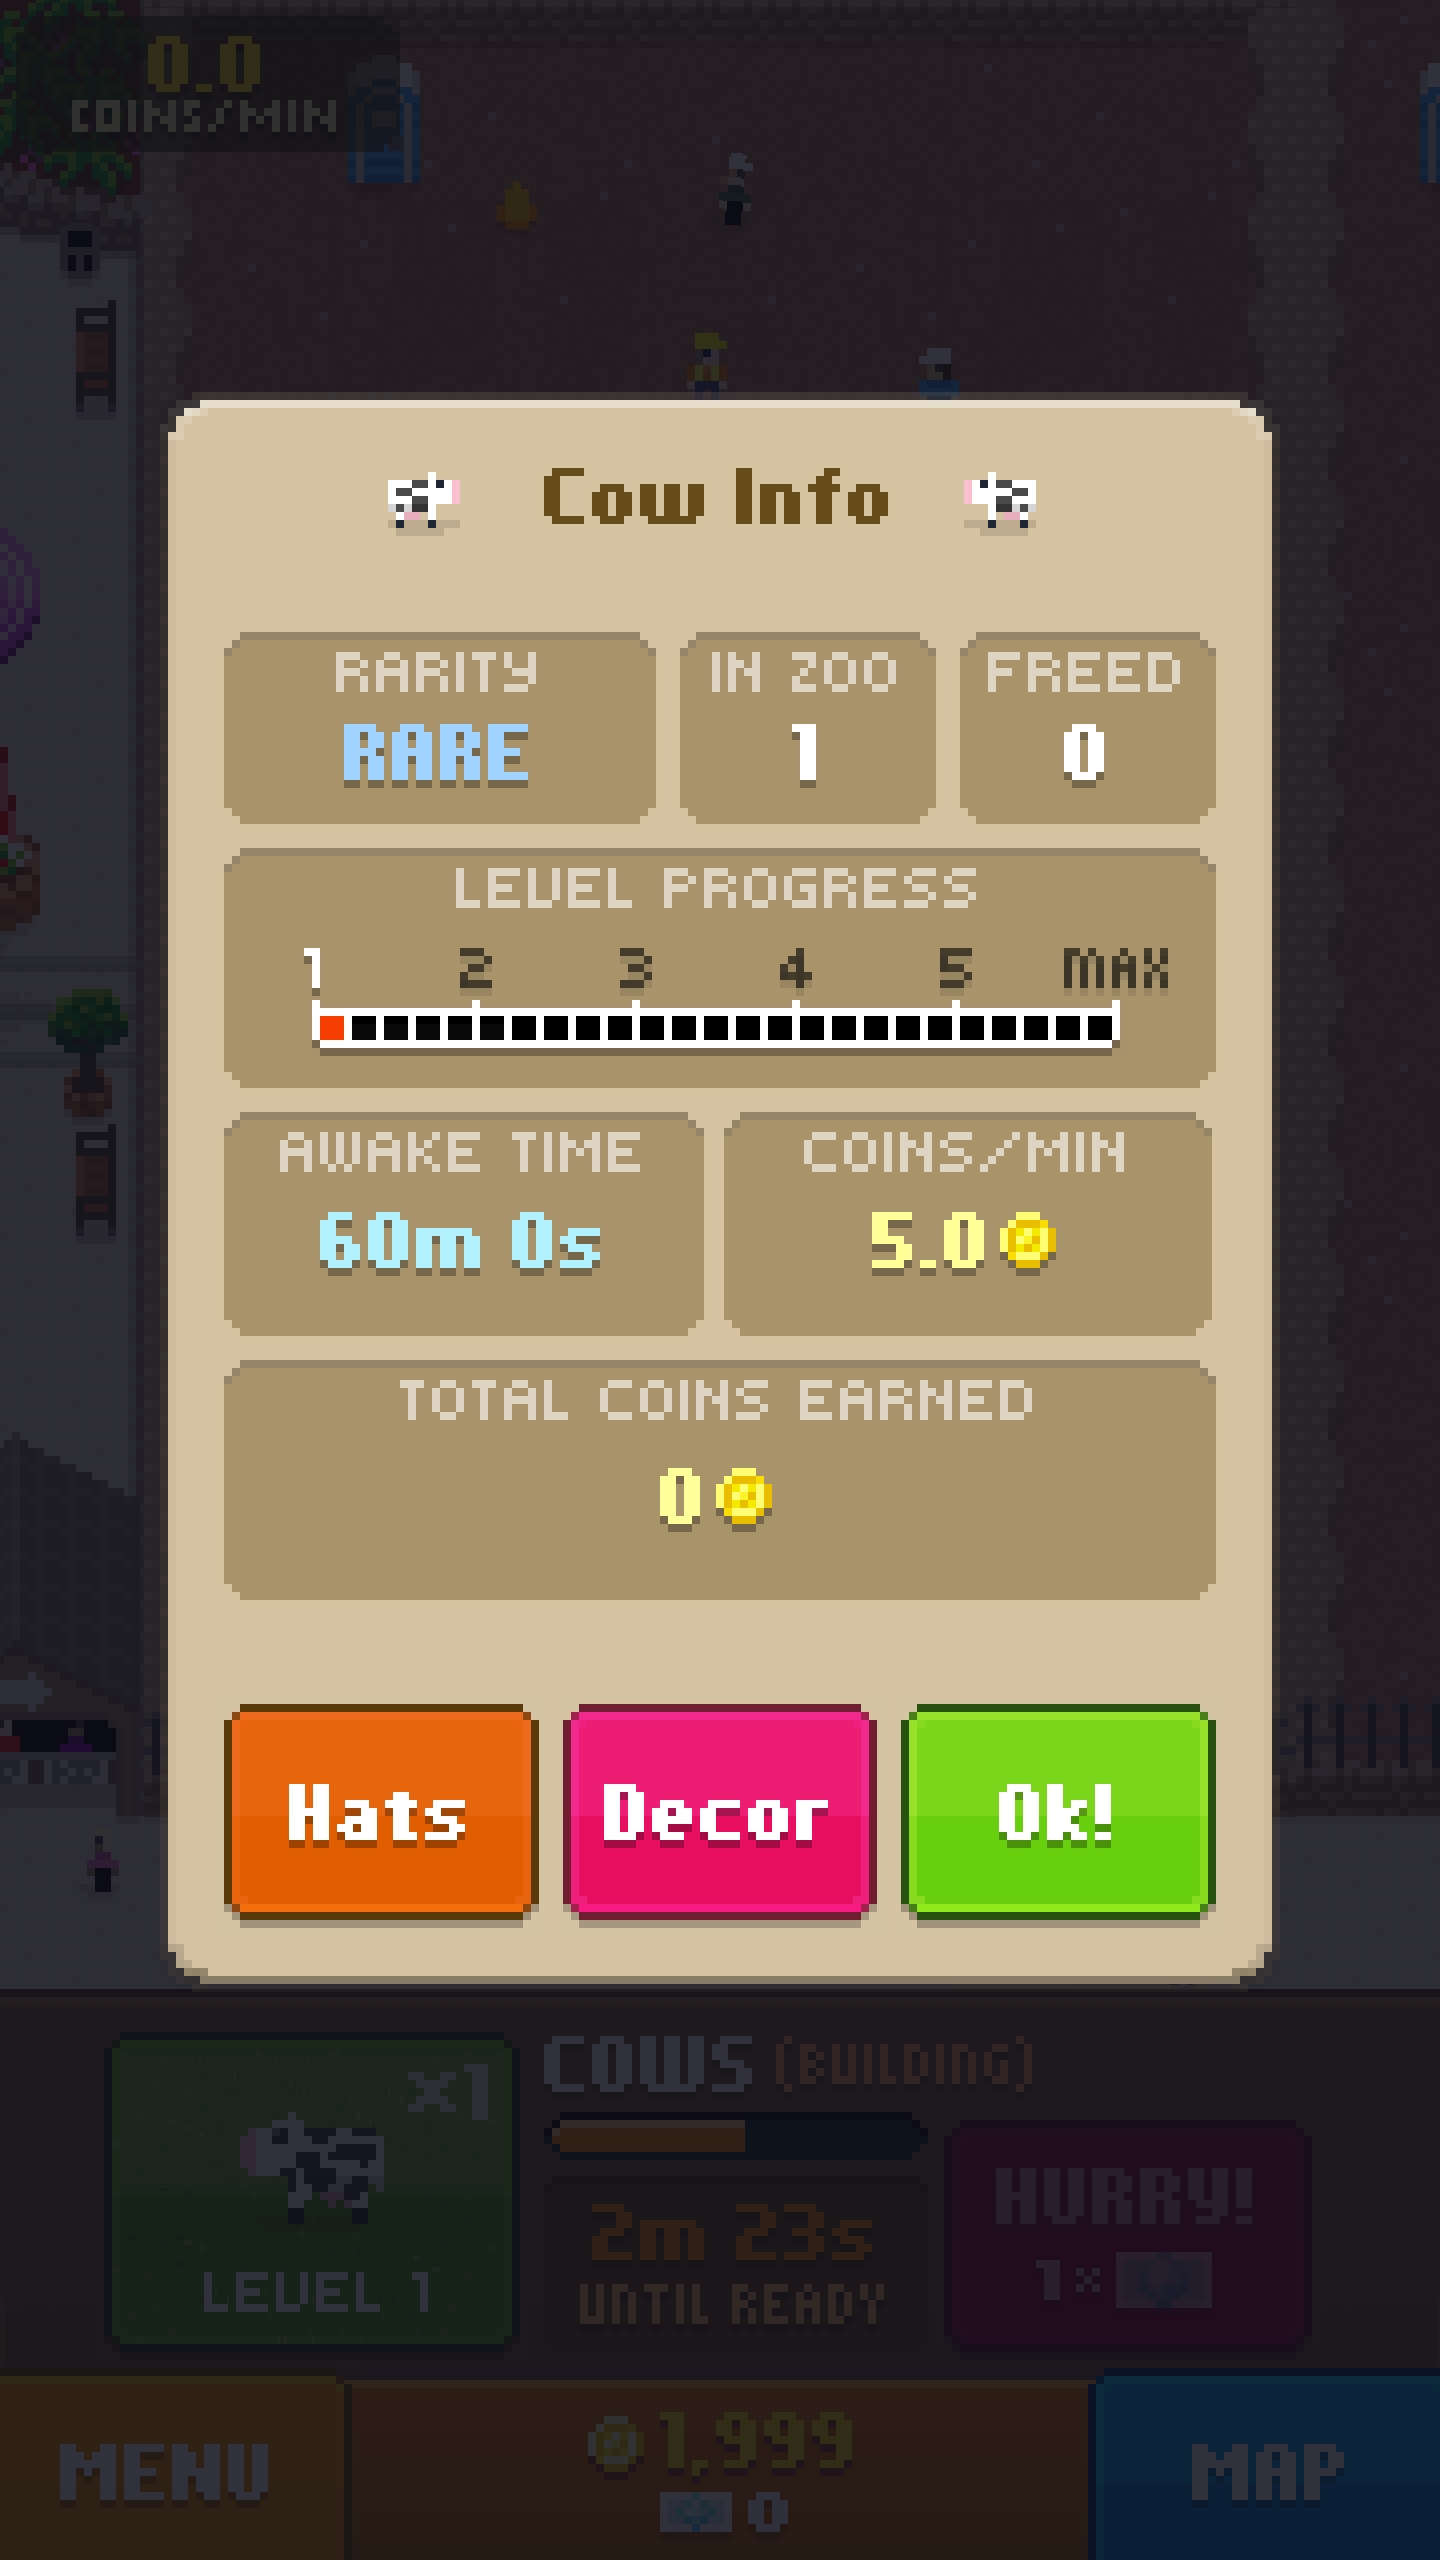 0.0
COINS/MIN
Cow Info
RARITY IN ZOO FREED
RARE 1 0
LEVEL PROGRESS
1 2 3 4 5 MAX
AWAKE TIME COINS/MIN
60m 0s 5.0
TOTAL COINS EARNED
0
Hats Decor Ok!
x1 COWS (BUILDING)
HURRY!
2m 23s
1x
LEVEL 1 UNTIL READY
1,999
MENU MAP
0